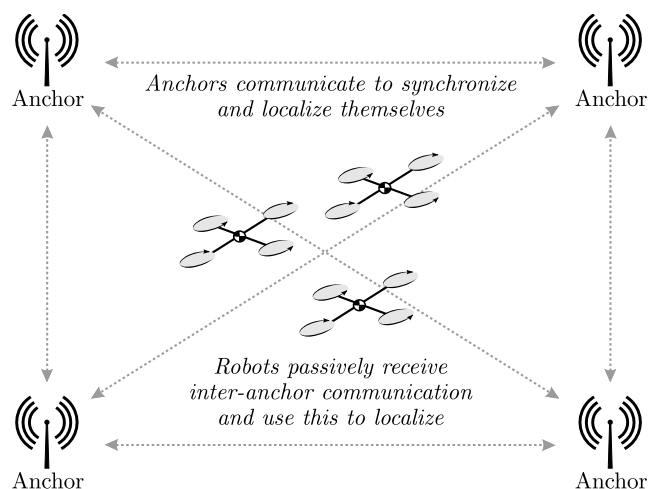 Anchor
Anchor
Anchors communicate to synchronize
and localize themselves
Robots passively receive
inter-anchor communication
and use this to localize
Anchor
Anchor